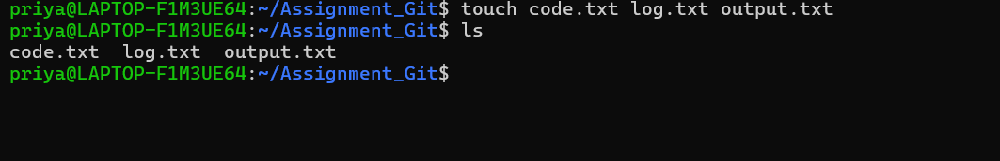 priya@LAPTOP-F1M3UE64:~/Assignment_Git$ touch code.txt log.txt output.txt
priya@LAPTOP-F1M3UE64:~/Assignment_Git$ ls
code.txt  log.txt  output.txt
priya@LAPTOP-F1M3UE64:~/Assignment_Git$